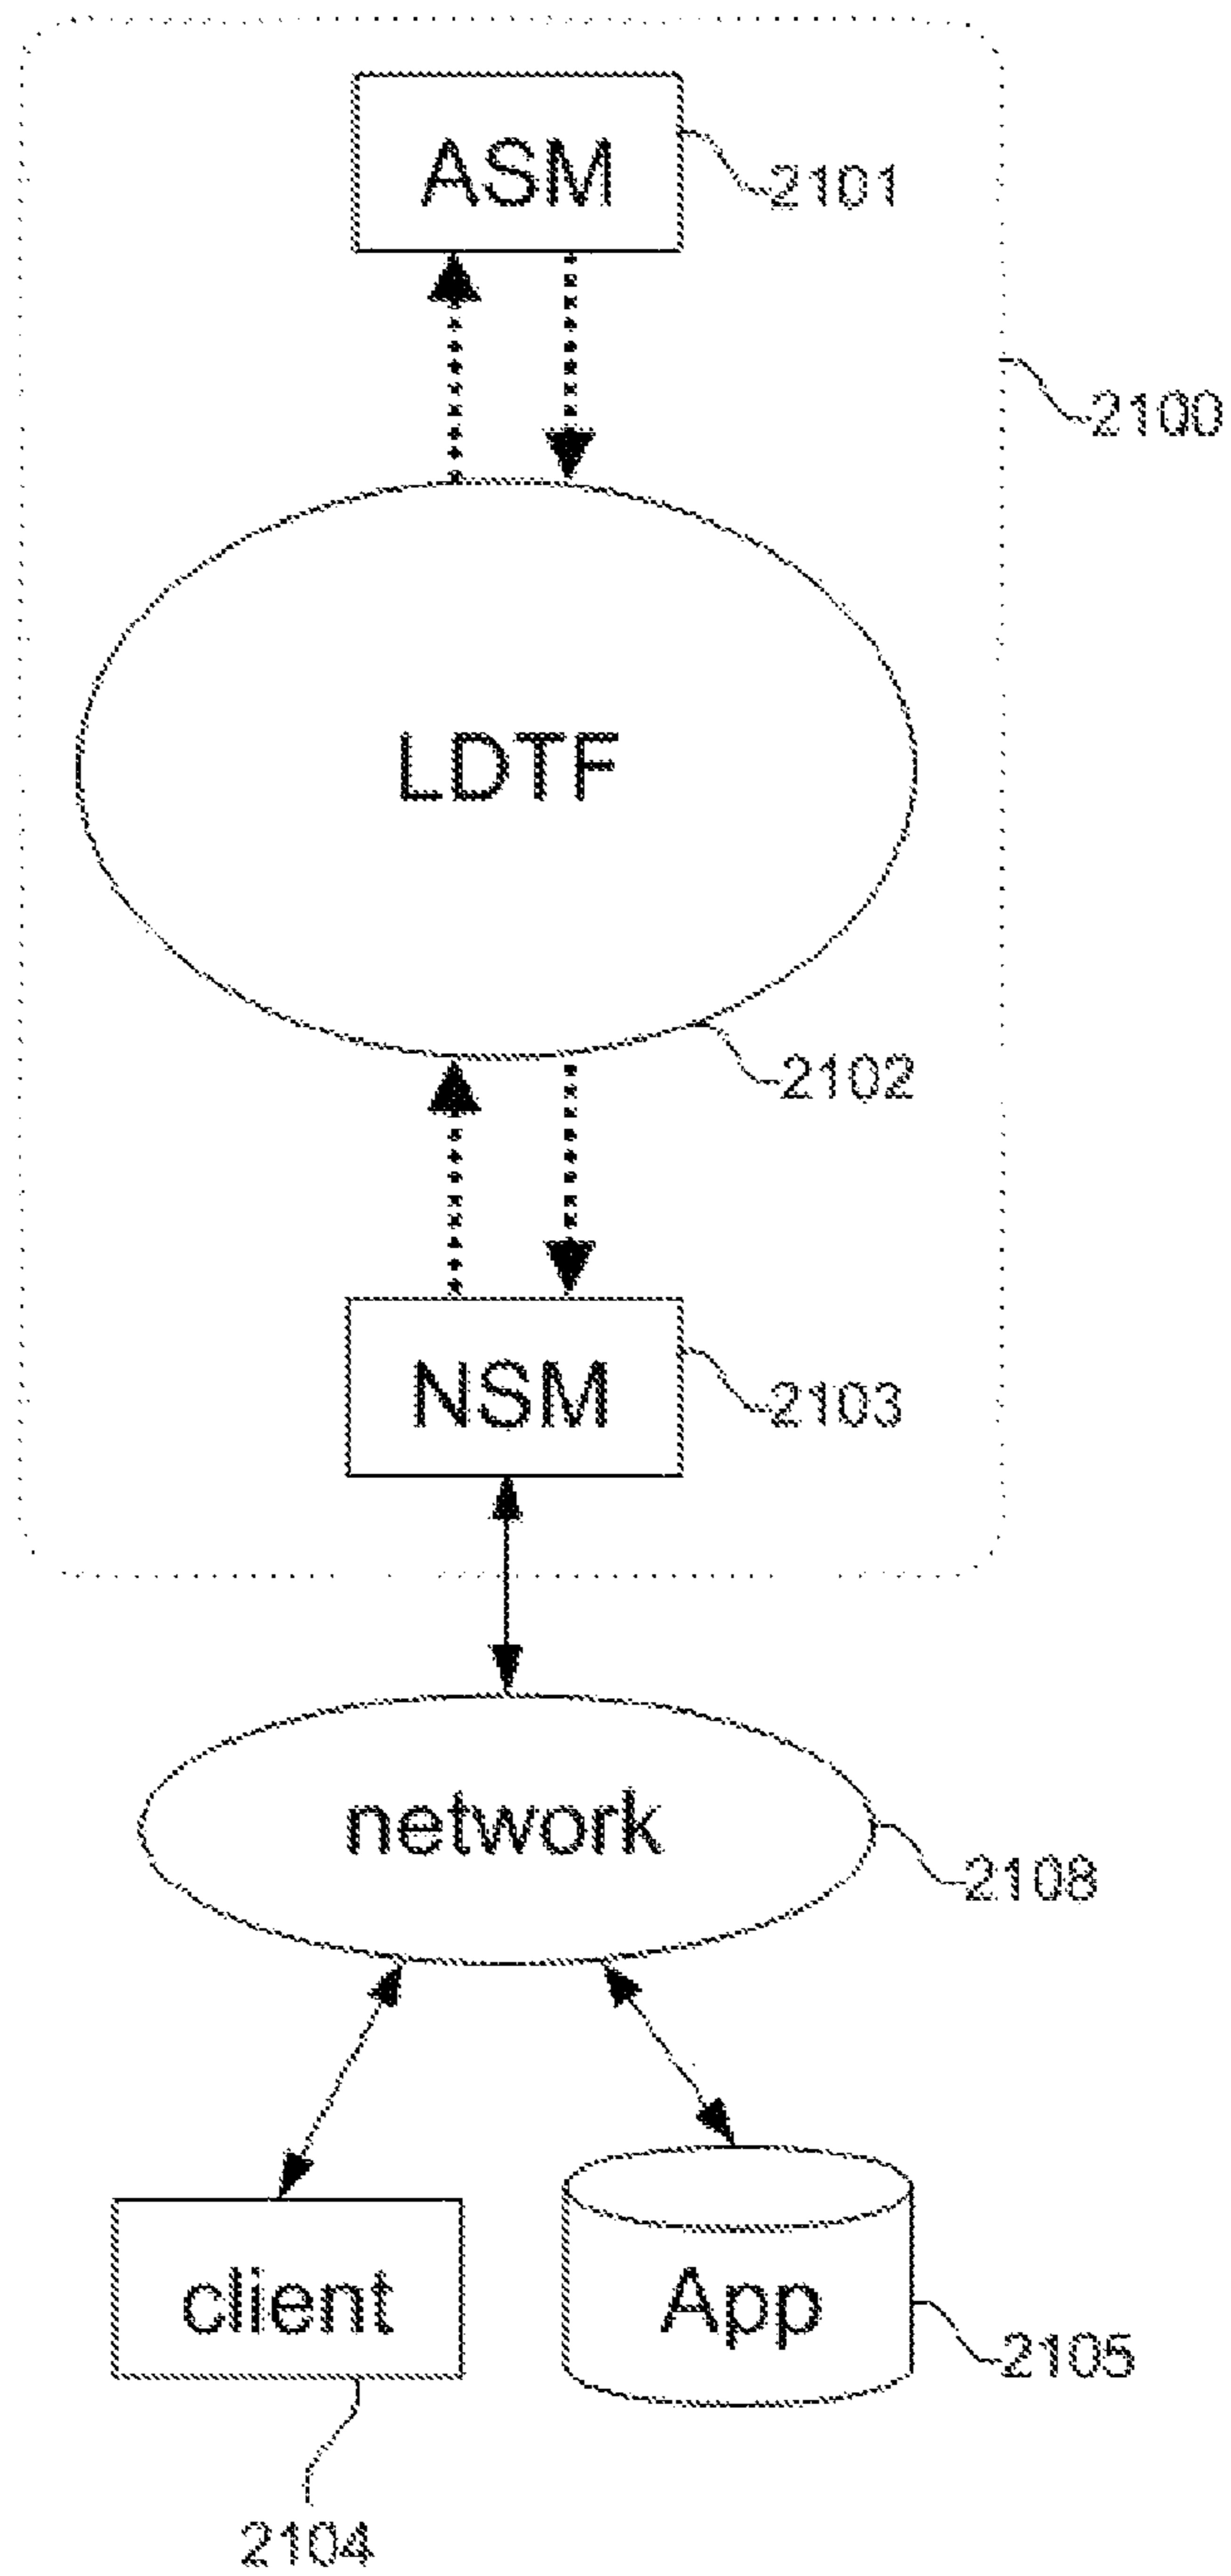 ASM
2101
2100
LDTF
2102
NSM
2103
network
2108
client
App
2105
2104